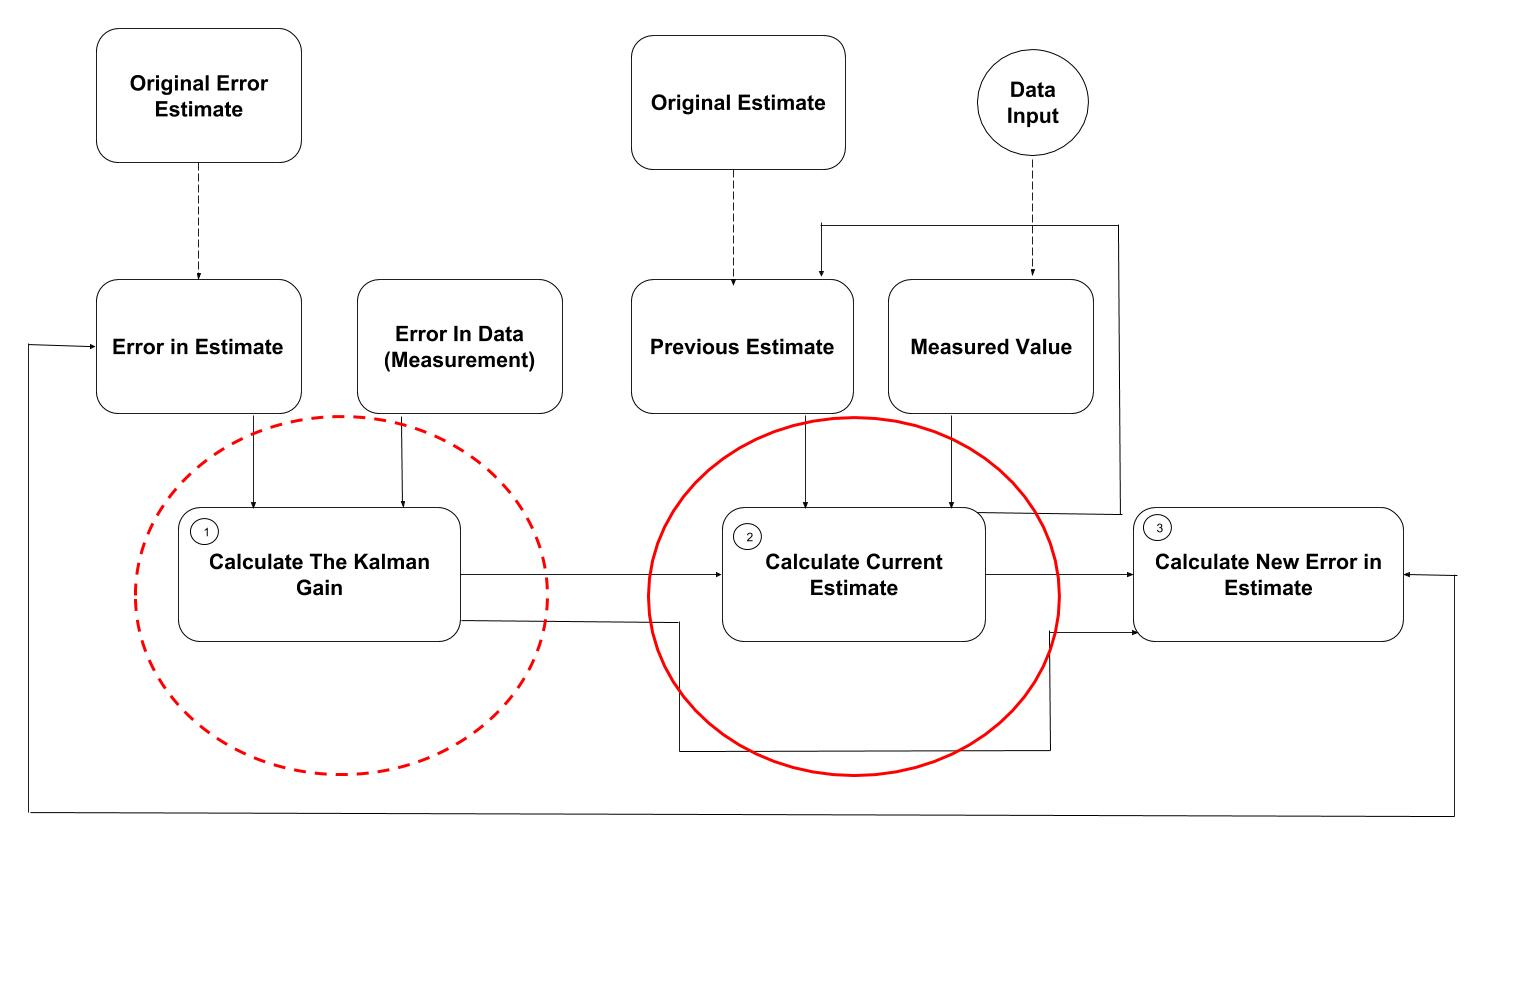 Original Error
Estimate
Original Estimate
Data
Input
Error in Estimate
Error In Data
(Measurement)
Previous Estimate
Measured Value
1
Calculate The Kalman
Gain
2
Calculate Current
Estimate
3
Calculate New Error in
Estimate